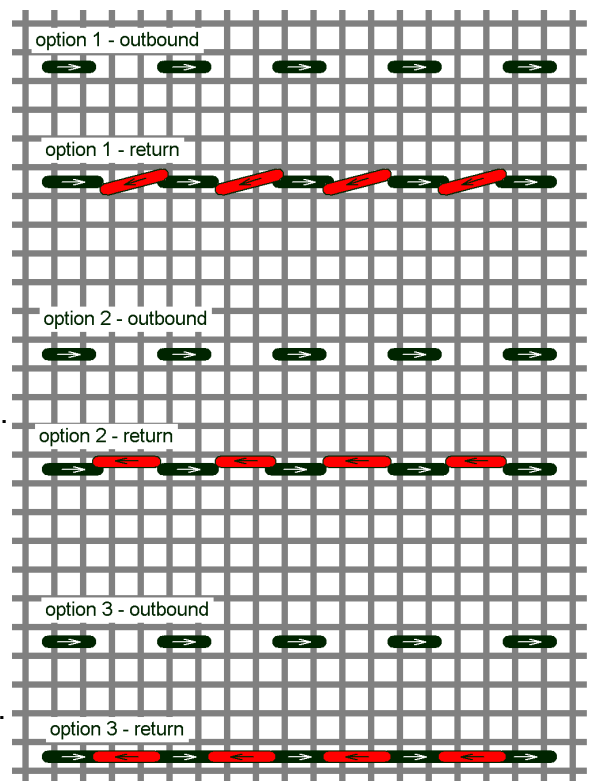 option 1 - outbound
option 1 - return
option 2 - outbound
option 2 - return
option 3 - outbound
option 3 - return